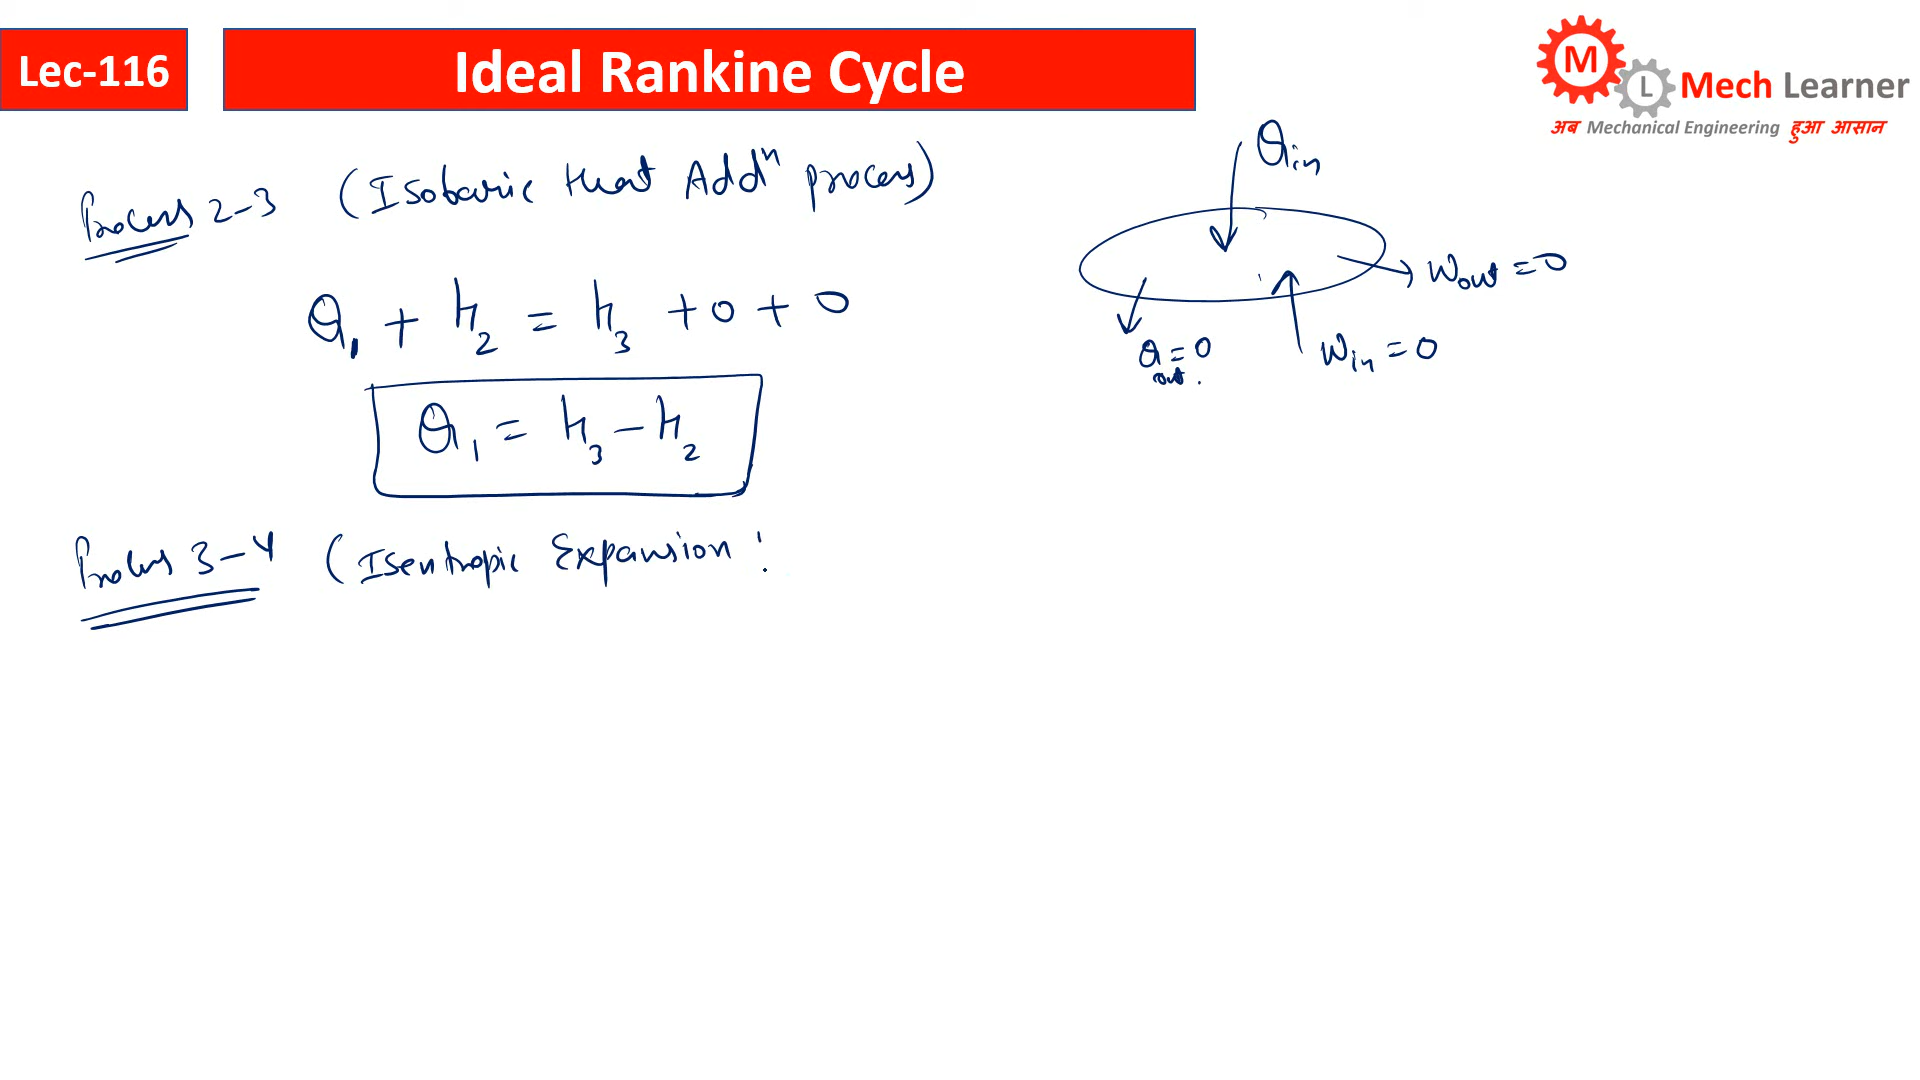 Lec-116
Ideal Rankine Cycle
M
L
Mech Learner
अब Mechanical Engineering हुआ आसान
Process 2-3 (Isobaric Heat Addⁿ process)
Q₁ + h₂ = h₃ + 0 + 0
Q₁ = h₃ - h₂
Process 3-4 (Isentropic Expansion :
Qin
Wout = 0
Q = 0
out.
Win = 0